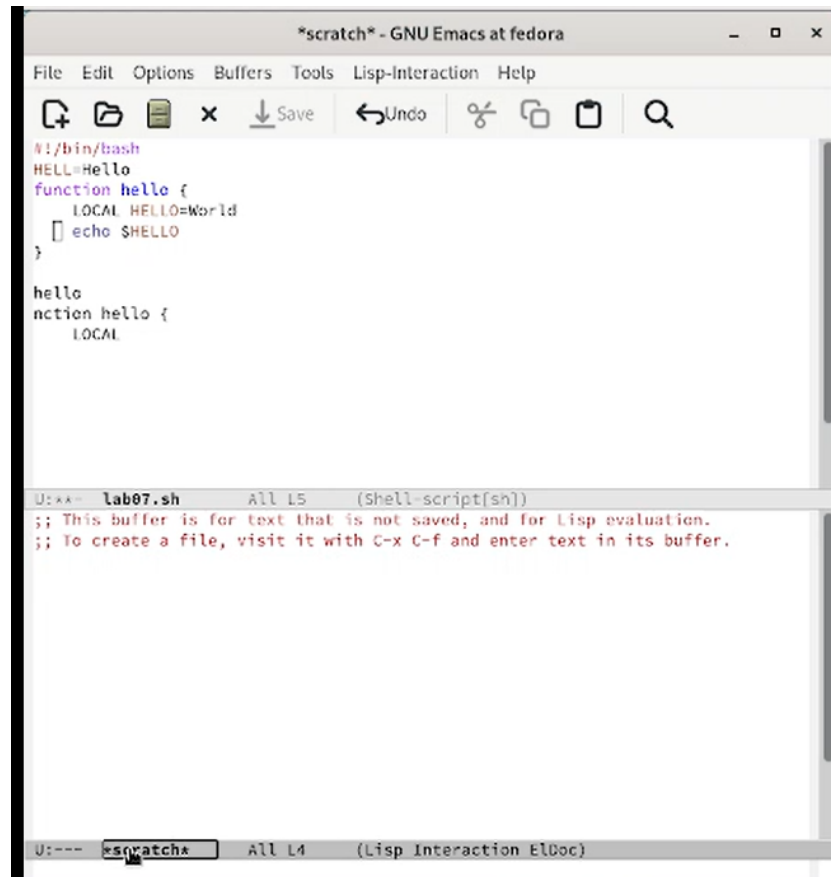 *scratch* - GNU Emacs at fedora
File Edit Options Buffers Tools Lisp-Interaction Help
Save Undo
#!/bin/bash
HELL=Hello
function hello {
    LOCAL HELLO=World
    echo $HELLO
}
hello
nction hello {
    LOCAL
U:**- lab07.sh All L5 (Shell-script[sh])
;; This buffer is for text that is not saved, and for Lisp evaluation.
;; To create a file, visit it with C-x C-f and enter text in its buffer.
U:--- *scratch* All L4 (Lisp Interaction ElDoc)